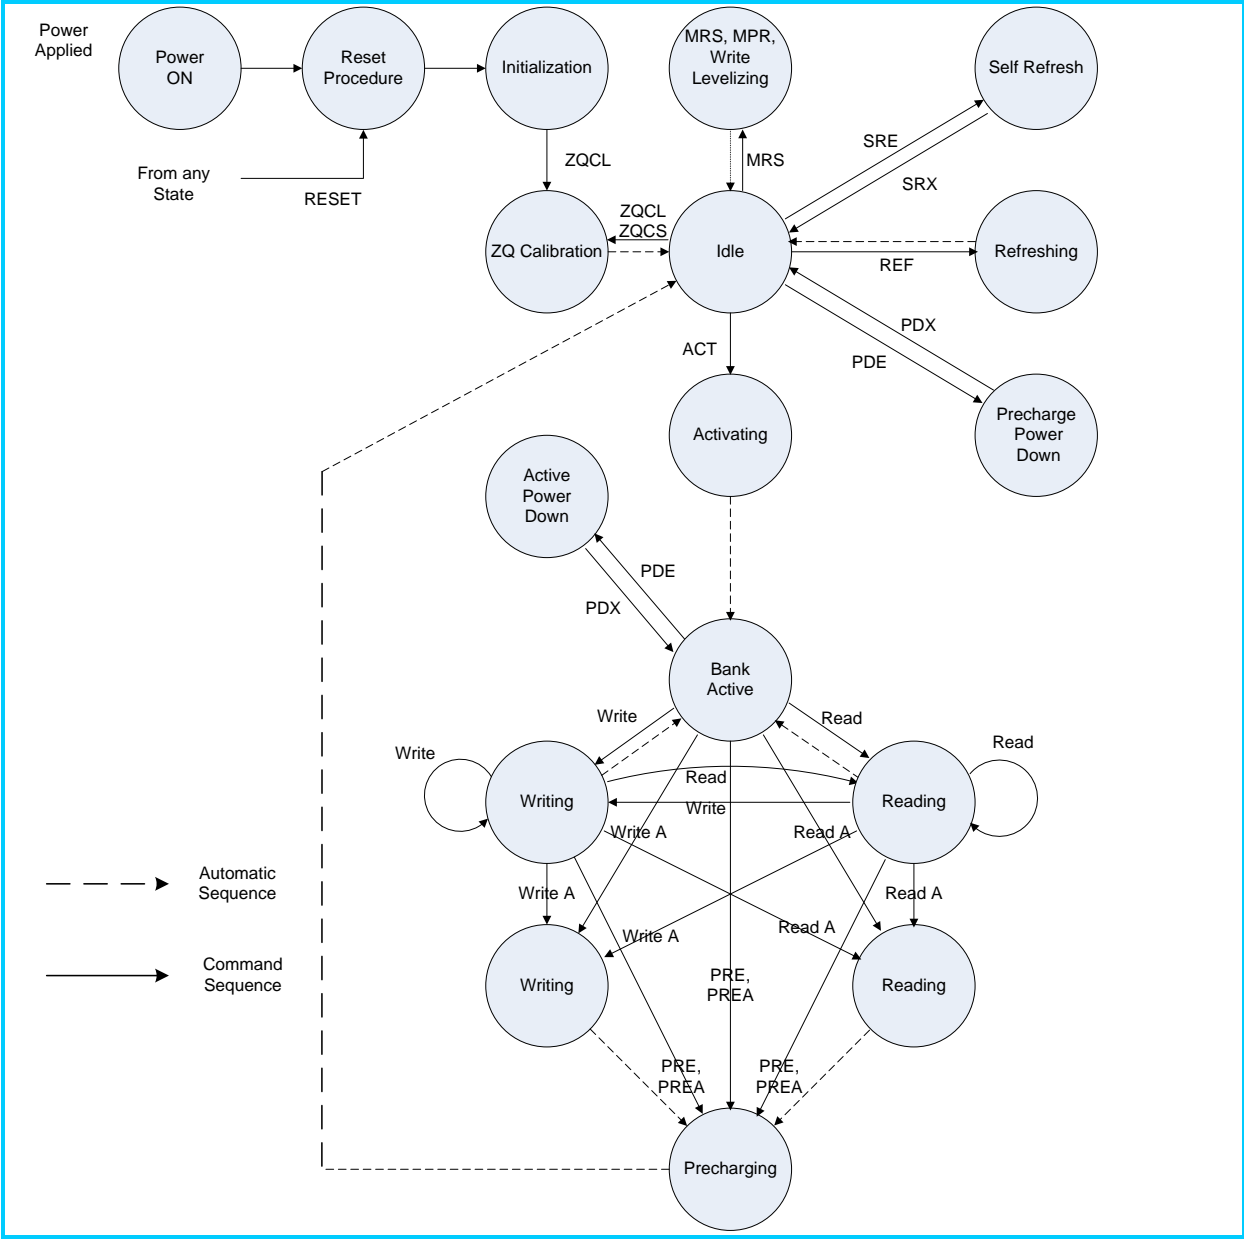 Power
Applied
Power
ON
Reset
Procedure
Initialization
MRS, MPR,
Write
Levelizing
Self Refresh
From any
State
RESET
ZQCL
MRS
SRE
SRX
ZQCL
ZQCS
ZQ Calibration
Idle
REF
Refreshing
PDX
PDE
ACT
Activating
Precharge
Power
Down
Active
Power
Down
PDE
PDX
Bank
Active
Write
Read
Write
Read
Writing
Read
Write
Reading
Write A
Read A
Automatic
Sequence
Write A
Read A
Write A
Read A
Command
Sequence
Writing
PRE,
PREA
Reading
PRE,
PREA
PRE,
PREA
Precharging